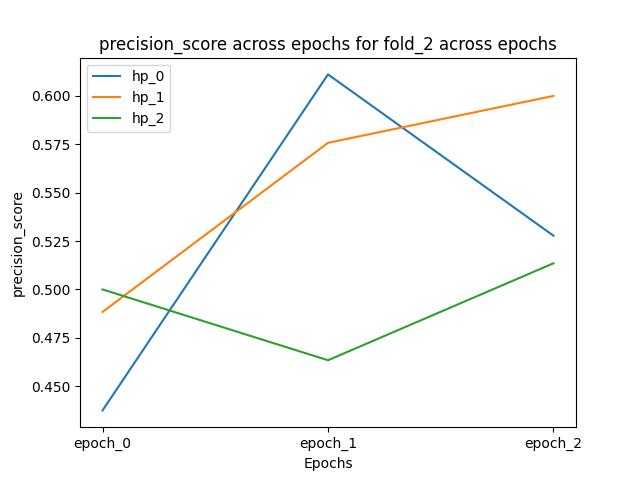 precision_score across epochs for fold_2 across epochs
hp_0
hp_1
hp_2
precision_score
0.600
0.575
0.550
0.525
0.500
0.475
0.450
epoch_0
epoch_1
epoch_2
Epochs